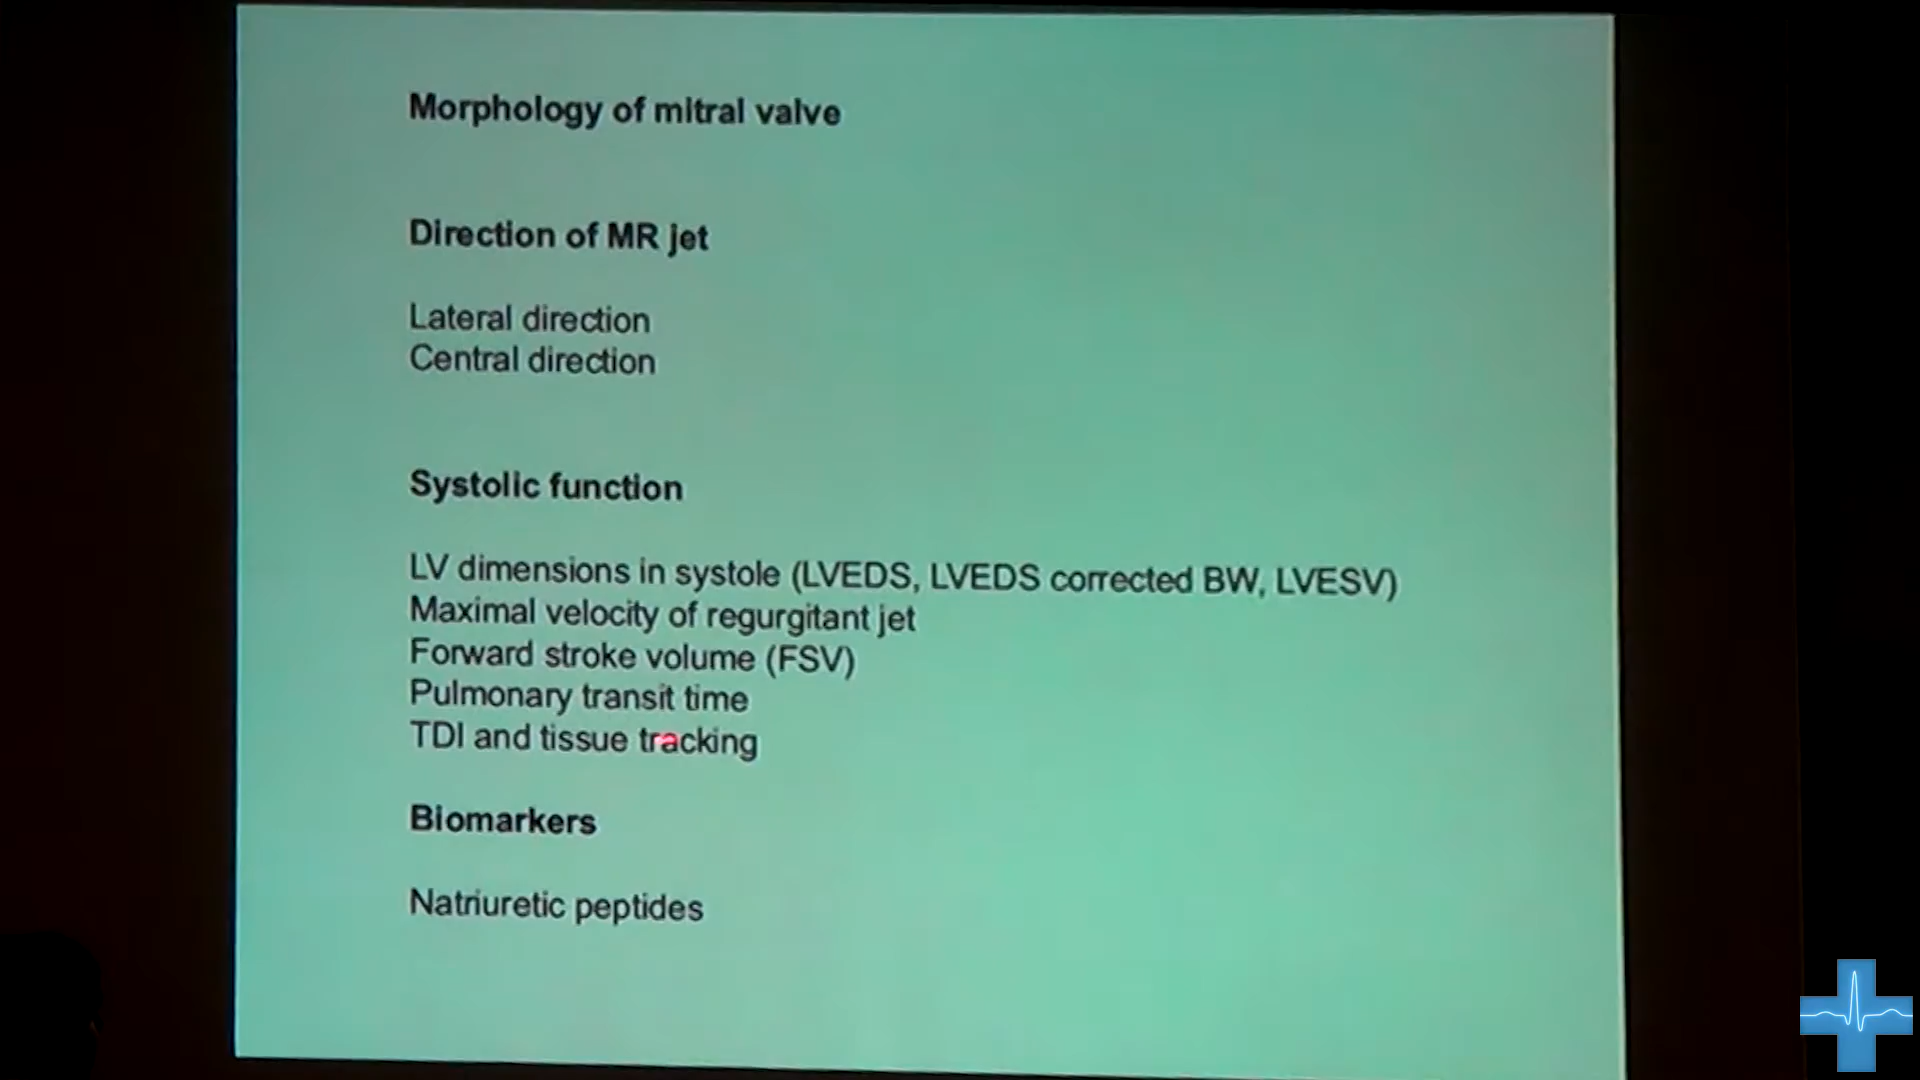 Morphology of mitral valve
Direction of MR jet
Lateral direction
Central direction
Systolic function
LV dimensions in systole (LVEDS, LVEDS corrected BW, LVESV)
Maximal velocity of regurgitant jet
Forward stroke volume (FSV)
Pulmonary transit time
TDI and tissue tracking
Biomarkers
Natriuretic peptides